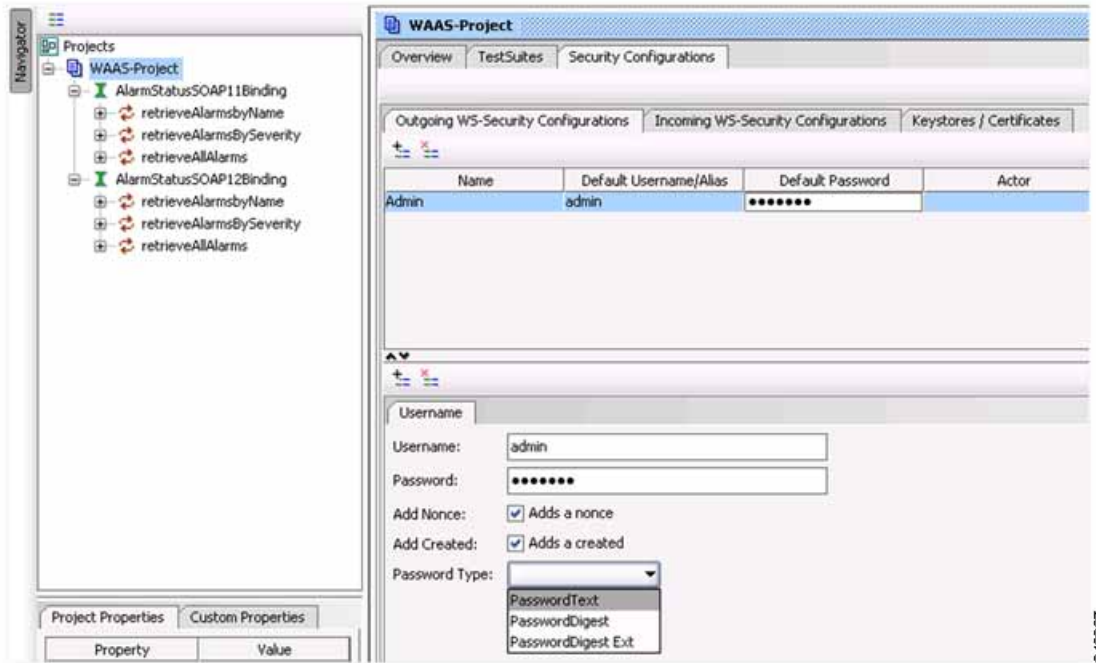 Navigator
Projects
WAAS-Project
AlarmStatusSOAP11Binding
retrieveAlarmsbyName
retrieveAlarmsBySeverity
retrieveAllAlarms
AlarmStatusSOAP12Binding
retrieveAlarmsbyName
retrieveAlarmsBySeverity
retrieveAllAlarms
Project Properties Custom Properties
Property Value
WAAS-Project
Overview TestSuites Security Configurations
Outgoing WS-Security Configurations Incoming WS-Security Configurations Keystores / Certificates
Name Default Username/Alias Default Password Actor
Admin admin •••••••
Username
Username: admin
Password: •••••••
Add Nonce: Adds a nonce
Add Created: Adds a created
Password Type:
PasswordText
PasswordDigest
PasswordDigest Ext